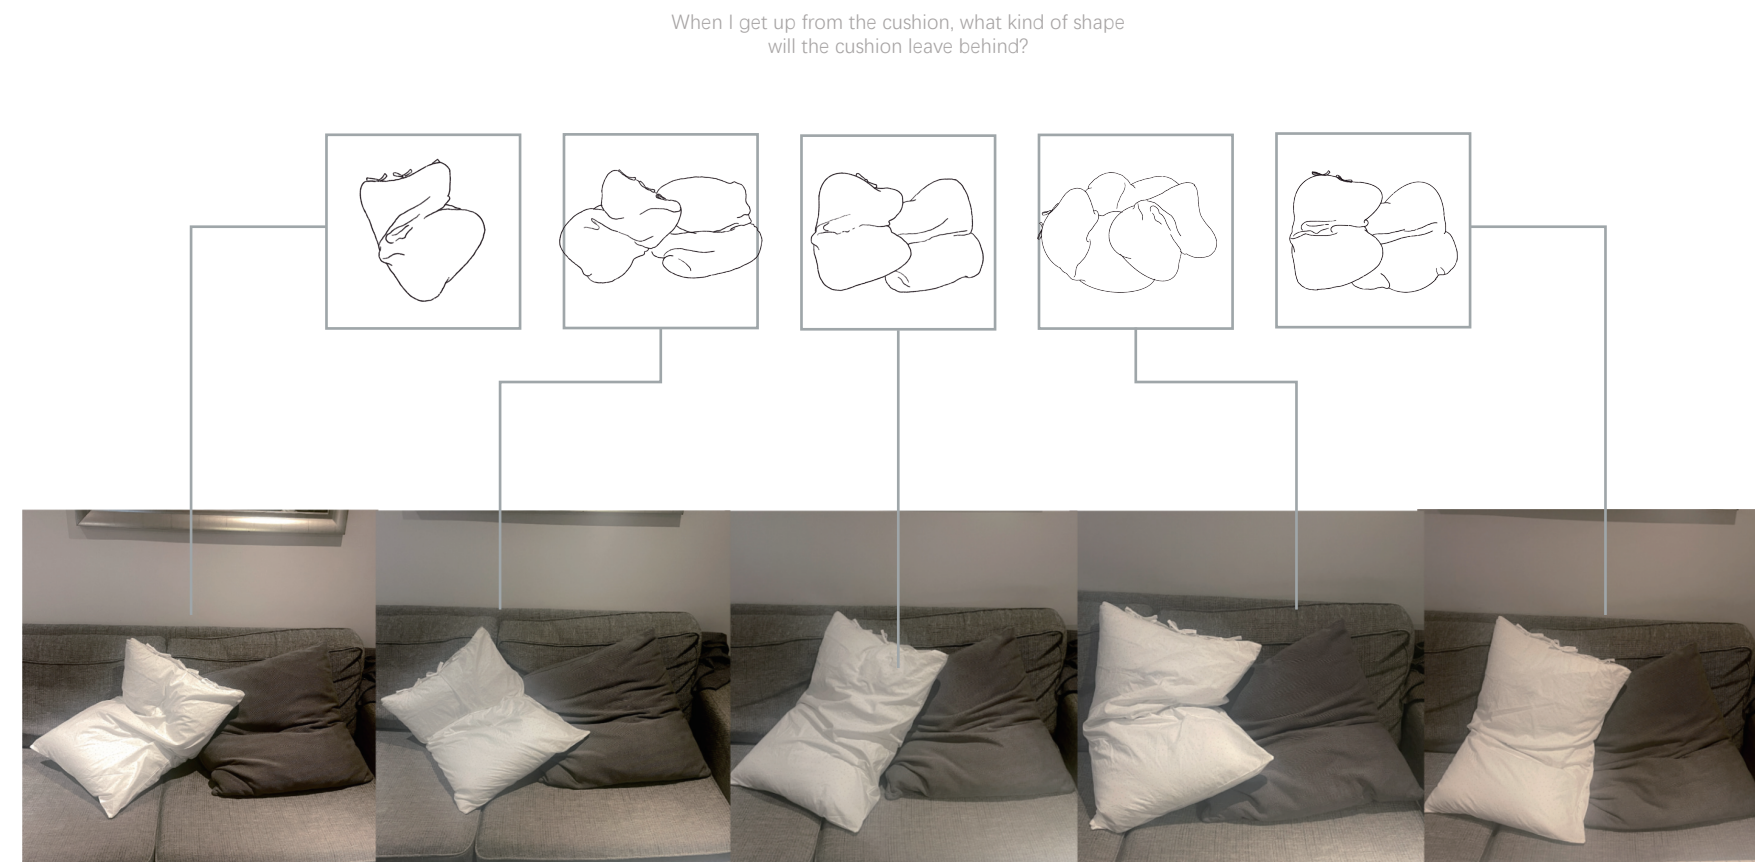 When I get up from the cushion, what kind of shape
will the cushion leave behind?